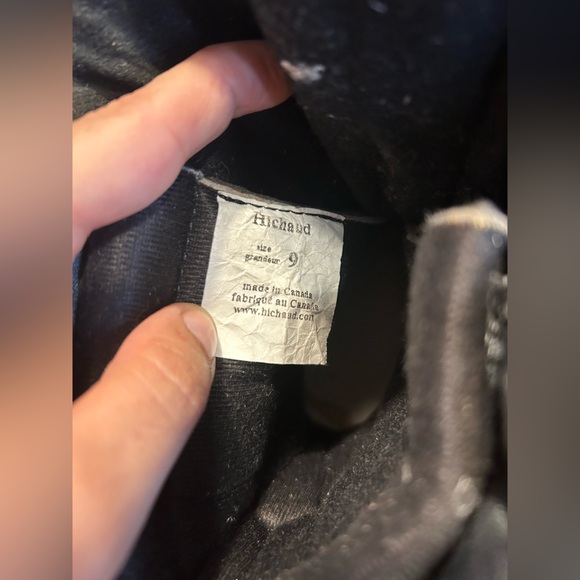 Hichaud
size
grandeur 9
made in Canada
fabriqué au Canada
www.hichaud.com